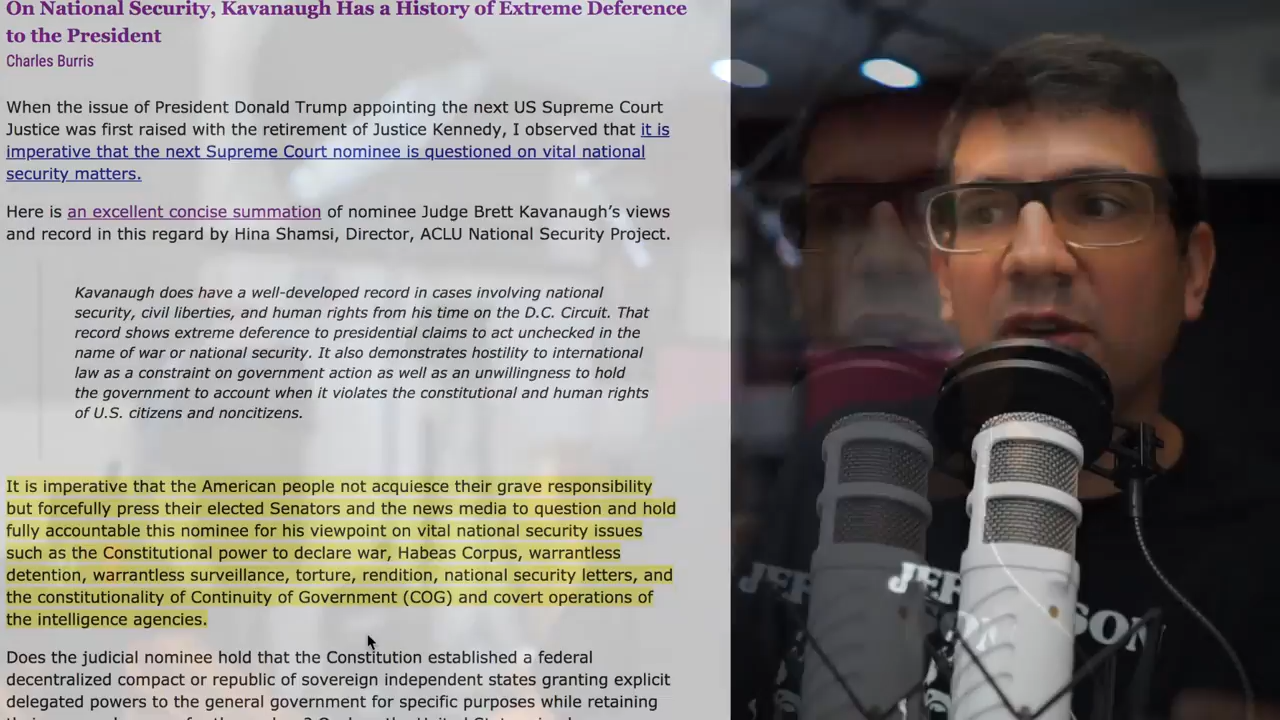 On National Security, Kavanaugh Has a History of Extreme Deference
to the President
Charles Burris
When the issue of President Donald Trump appointing the next US Supreme Court
Justice was first raised with the retirement of Justice Kennedy, I observed that it is
imperative that the next Supreme Court nominee is questioned on vital national
security matters.
Here is an excellent concise summation of nominee Judge Brett Kavanaugh’s views
and record in this regard by Hina Shamsi, Director, ACLU National Security Project.
Kavanaugh does have a well-developed record in cases involving national
security, civil liberties, and human rights from his time on the D.C. Circuit. That
record shows extreme deference to presidential claims to act unchecked in the
name of war or national security. It also demonstrates hostility to international
law as a constraint on government action as well as an unwillingness to hold
the government to account when it violates the constitutional and human rights
of U.S. citizens and noncitizens.
It is imperative that the American people not acquiesce their grave responsibility
but forcefully press their elected Senators and the news media to question and hold
fully accountable this nominee for his viewpoint on vital national security issues
such as the Constitutional power to declare war, Habeas Corpus, warrantless
detention, warrantless surveillance, torture, rendition, national security letters, and
the constitutionality of Continuity of Government (COG) and covert operations of
the intelligence agencies.
Does the judicial nominee hold that the Constitution established a federal
decentralized compact or republic of sovereign independent states granting explicit
delegated powers to the general government for specific purposes while retaining